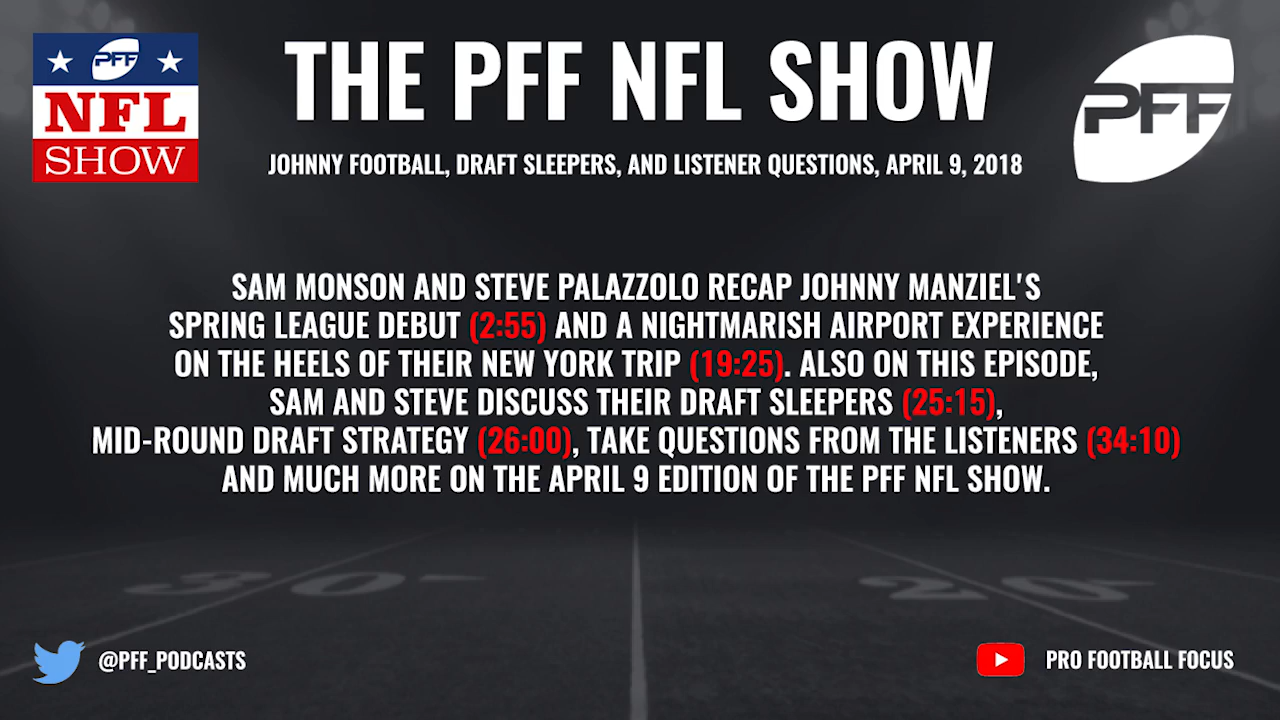 PFF
NFL
SHOW
THE PFF NFL SHOW
JOHNNY FOOTBALL, DRAFT SLEEPERS, AND LISTENER QUESTIONS, APRIL 9, 2018
PFF
SAM MONSON AND STEVE PALAZZOLO RECAP JOHNNY MANZIEL'S
SPRING LEAGUE DEBUT (2:55) AND A NIGHTMARISH AIRPORT EXPERIENCE
ON THE HEELS OF THEIR NEW YORK TRIP (19:25). ALSO ON THIS EPISODE,
SAM AND STEVE DISCUSS THEIR DRAFT SLEEPERS (25:15),
MID-ROUND DRAFT STRATEGY (26:00), TAKE QUESTIONS FROM THE LISTENERS (34:10)
AND MUCH MORE ON THE APRIL 9 EDITION OF THE PFF NFL SHOW.
30
20
@PFF_PODCASTS
PRO FOOTBALL FOCUS